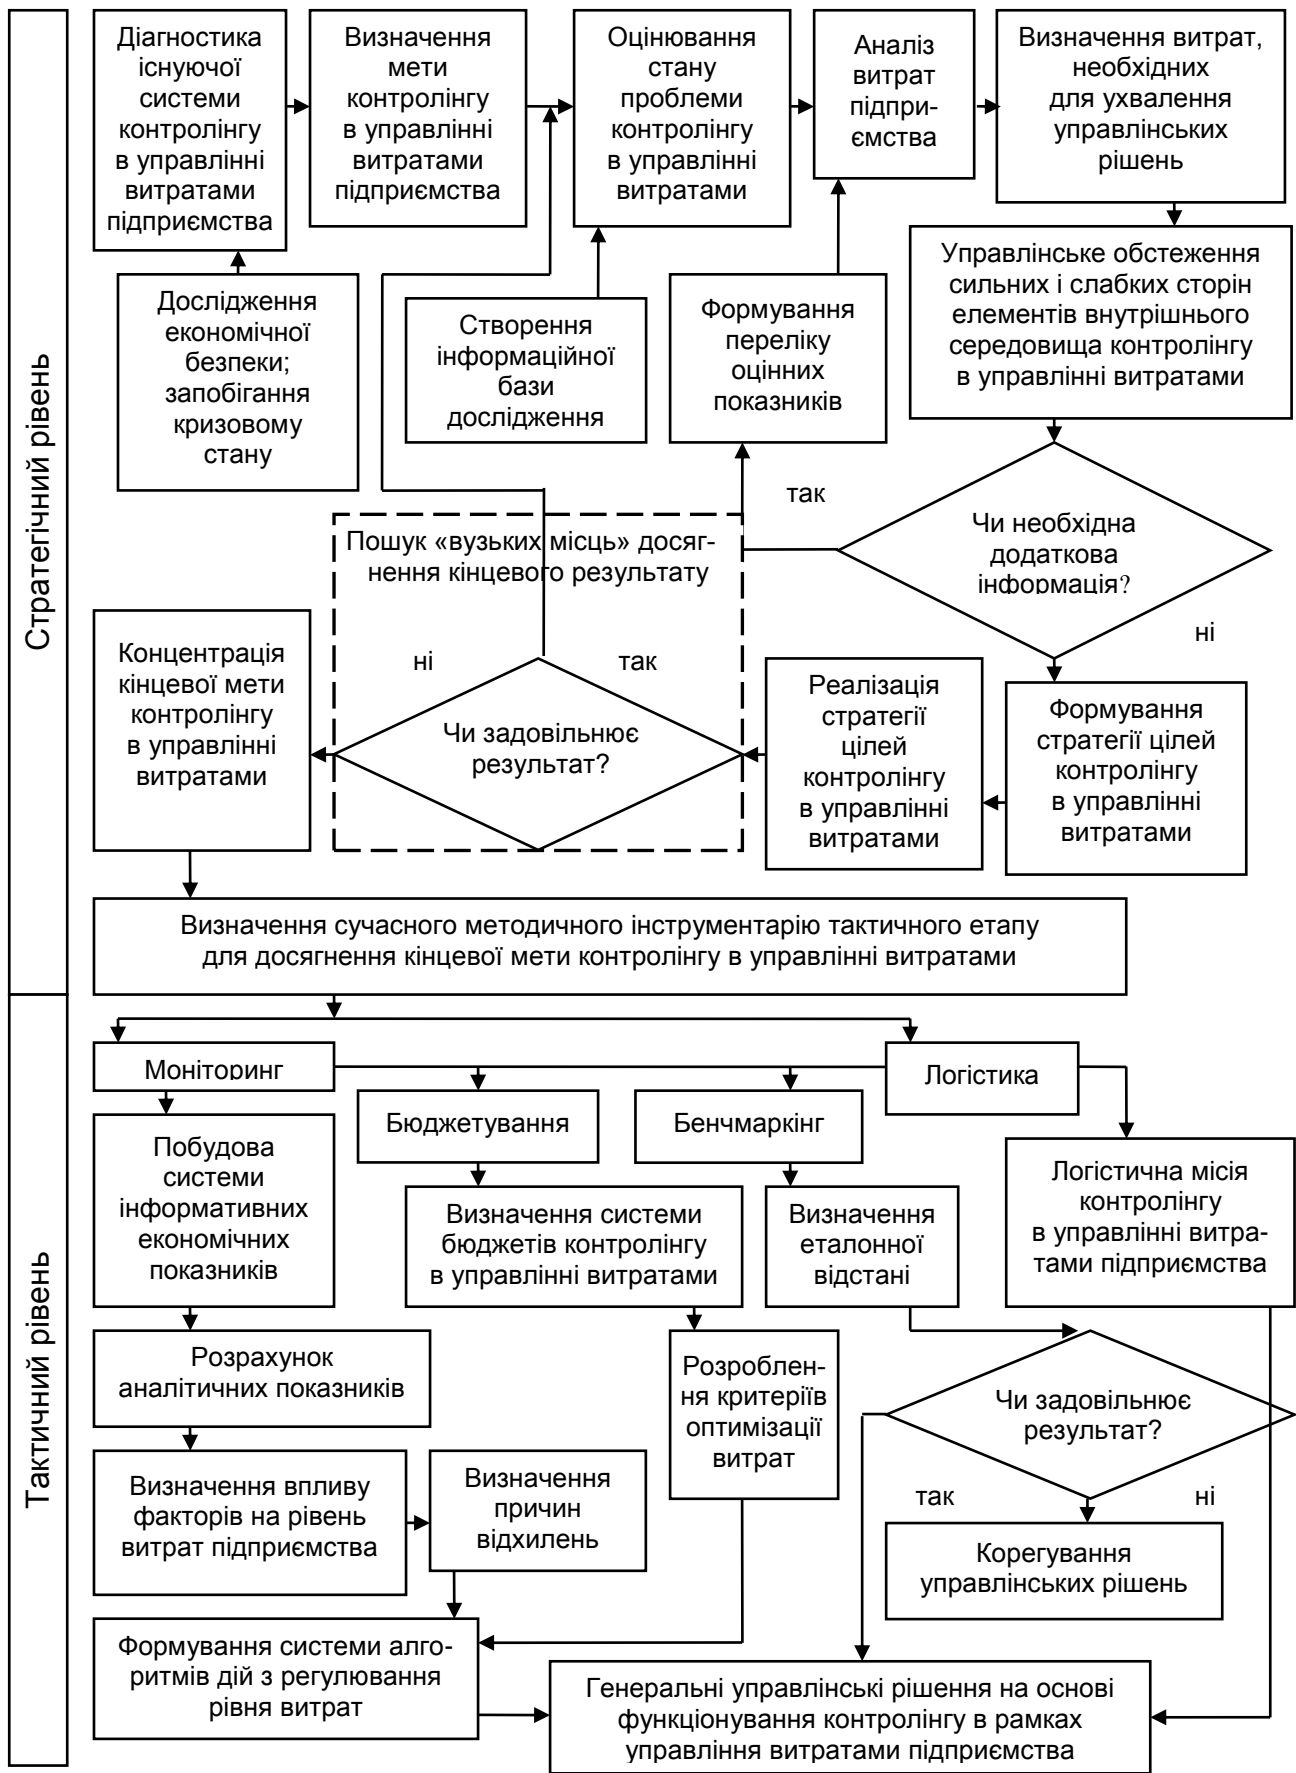 Стратегічний рівень
Діагностика
існуючої
системи
контролінгу
в управлінні
витратами
підприємства
Визначення
мети
контролінгу
в управлінні
витратами
підприємства
Оцінювання
стану
проблеми
контролінгу
в управлінні
витратами
Аналіз
витрат
підпри-
ємства
Визначення витрат,
необхідних
для ухвалення
управлінських
рішень
Дослідження
економічної
безпеки;
запобігання
кризовому
стану
Створення
інформаційної
бази
дослідження
Формування
переліку
оцінних
показників
Управлінське обстеження
сильних і слабких сторін
елементів внутрішнього
середовища контролінгу
в управлінні витратами
так
Чи необхідна
додаткова
інформація?
ні
Пошук «вузьких місць» досяг-
нення кінцевого результату
Концентрація
кінцевої мети
контролінгу
в управлінні
витратами
ні
так
Чи задовільнює
результат?
Реалізація
стратегії
цілей
контролінгу
в управлінні
витратами
Формування
стратегії цілей
контролінгу
в управлінні
витратами
Визначення сучасного методичного інструментарію тактичного етапу
для досягнення кінцевої мети контролінгу в управлінні витратами
Тактичний рівень
Моніторинг
Бюджетування
Бенчмаркінг
Логістика
Побудова
системи
інформативних
економічних
показників
Визначення системи
бюджетів контролінгу
в управлінні витратами
Визначення
еталонної
відстані
Логістична місія
контролінгу
в управлінні витра-
тами підприємства
Розрахунок
аналітичних показників
Розроблен-
ня критеріїв
оптимізації
витрат
Чи задовільнює
результат?
так
ні
Визначення впливу
факторів на рівень
витрат підприємства
Визначення
причин
відхилень
Корегування
управлінських рішень
Формування системи алго-
ритмів дій з регулювання
рівня витрат
Генеральні управлінські рішення на основі
функціонування контролінгу в рамках
управління витратами підприємства